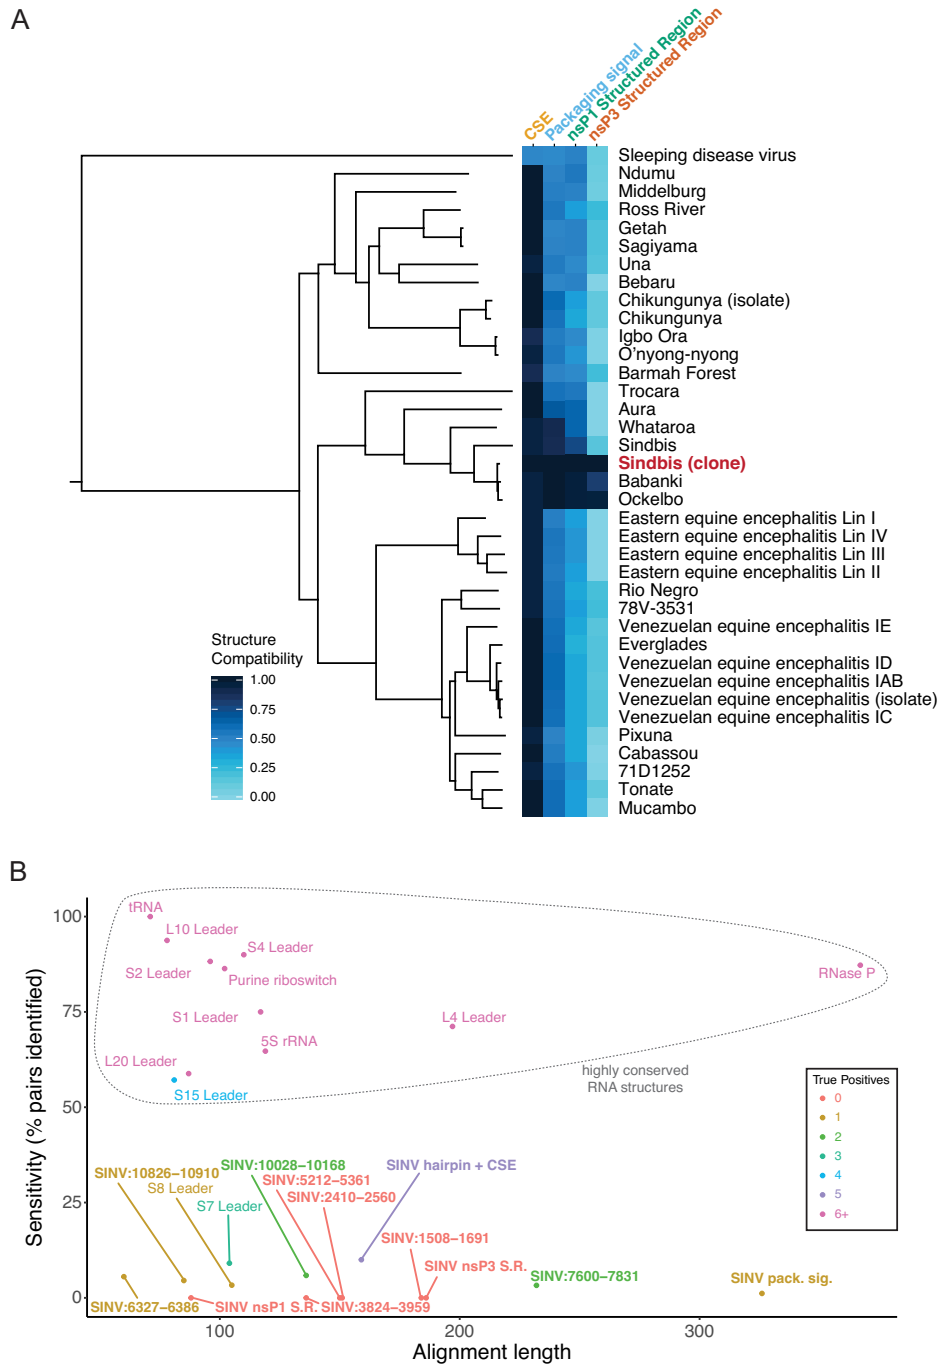 A
CSE
Packaging signal
nsP1 Structured Region
nsP3 Structured Region
Sleeping disease virus
Ndumu
Middelburg
Ross River
Getah
Sagiyama
Una
Bebaru
Chikungunya (isolate)
Chikungunya
Igbo Ora
O'nyong-nyong
Barmah Forest
Trocara
Aura
Whataroa
Sindbis
Sindbis (clone)
Babanki
Ockelbo
Eastern equine encephalitis Lin I
Eastern equine encephalitis Lin IV
Eastern equine encephalitis Lin III
Eastern equine encephalitis Lin II
Rio Negro
78V-3531
Venezuelan equine encephalitis IE
Everglades
Venezuelan equine encephalitis ID
Venezuelan equine encephalitis IAB
Venezuelan equine encephalitis (isolate)
Venezuelan equine encephalitis IC
Pixuna
Cabassou
71D1252
Tonate
Mucambo
Structure
Compatibility
1.00
0.75
0.50
0.25
0.00
B
Sensitivity (% pairs identified)
100
75
50
25
0
tRNA
L10 Leader
S4 Leader
S2 Leader
Purine riboswitch
RNase P
S1 Leader
L4 Leader
5S rRNA
L20 Leader
S15 Leader
highly conserved
RNA structures
True Positives
0
1
2
3
4
5
6+
SINV:10826–10910
SINV:10028–10168
SINV hairpin + CSE
S8 Leader
SINV:5212–5361
SINV:2410–2560
S7 Leader
SINV:1508–1691
SINV nsP3 S.R.
SINV:7600–7831
SINV pack. sig.
SINV:6327–6386
SINV nsP1 S.R.
SINV:3824–3959
100
200
300
Alignment length